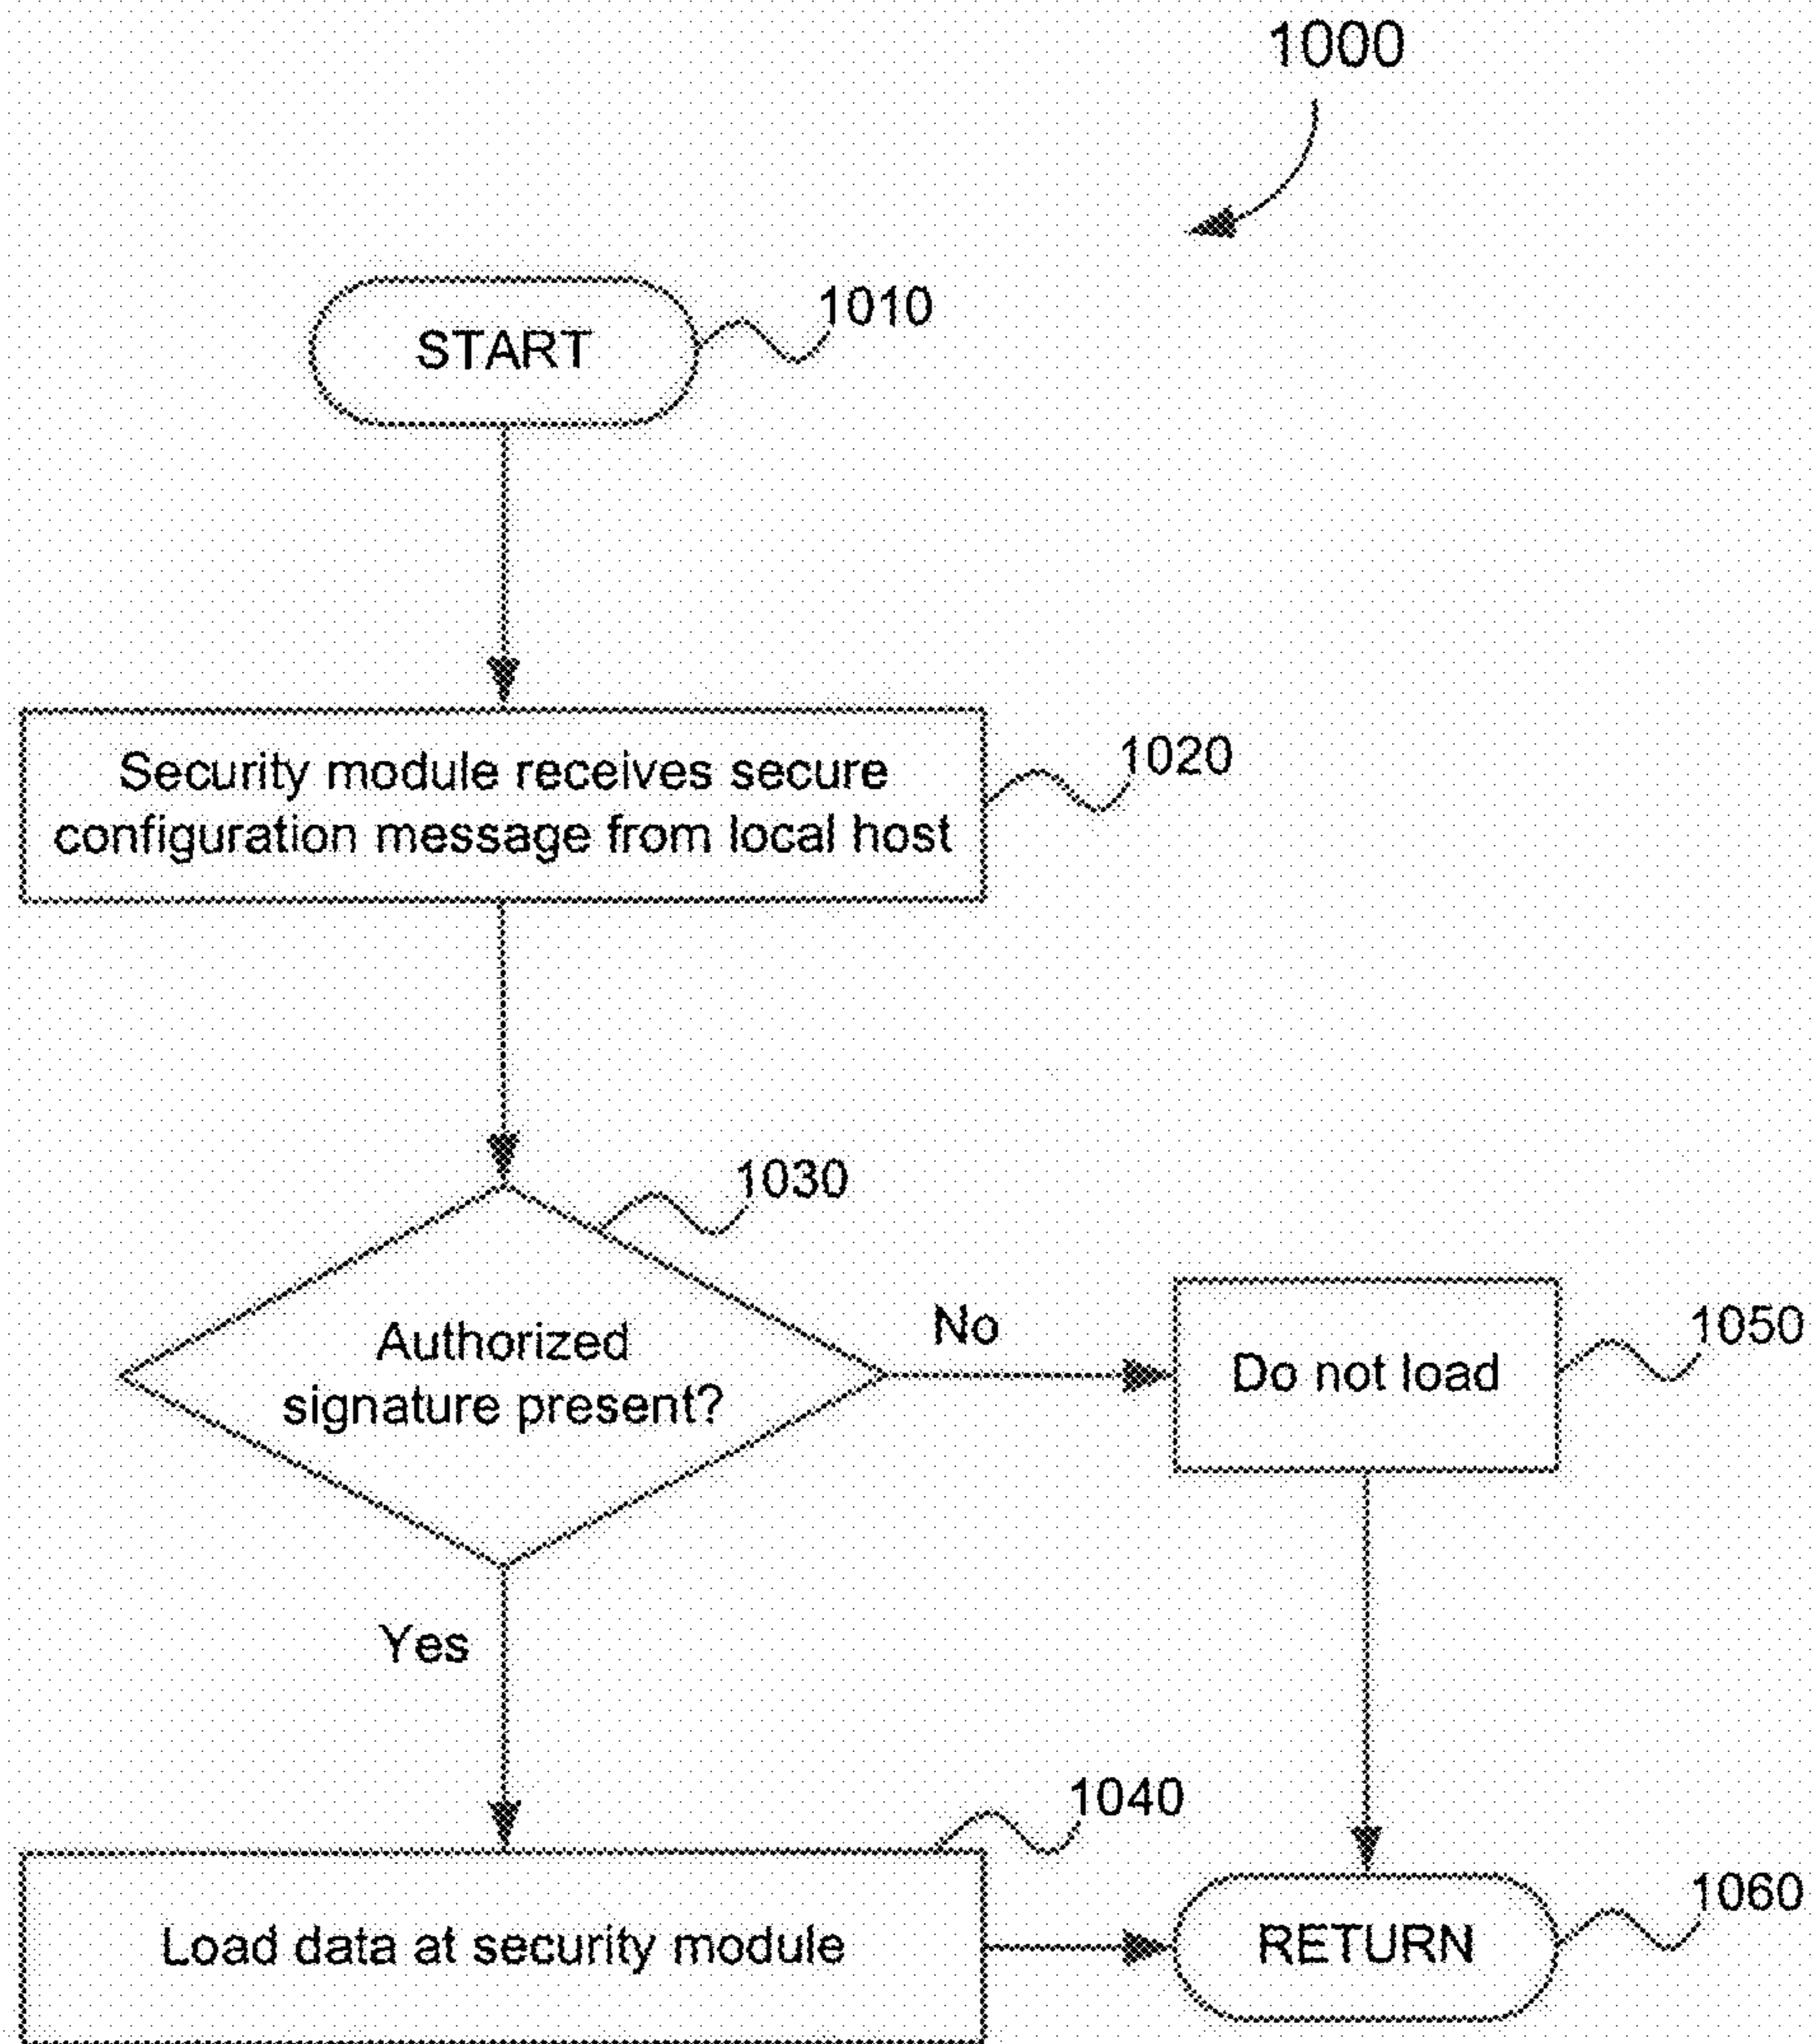 1000
START
1010
Security module receives secure
configuration message from local host
1020
1030
Authorized
signature present?
No
Do not load
1050
Yes
1040
Load data at security module
RETURN
1060